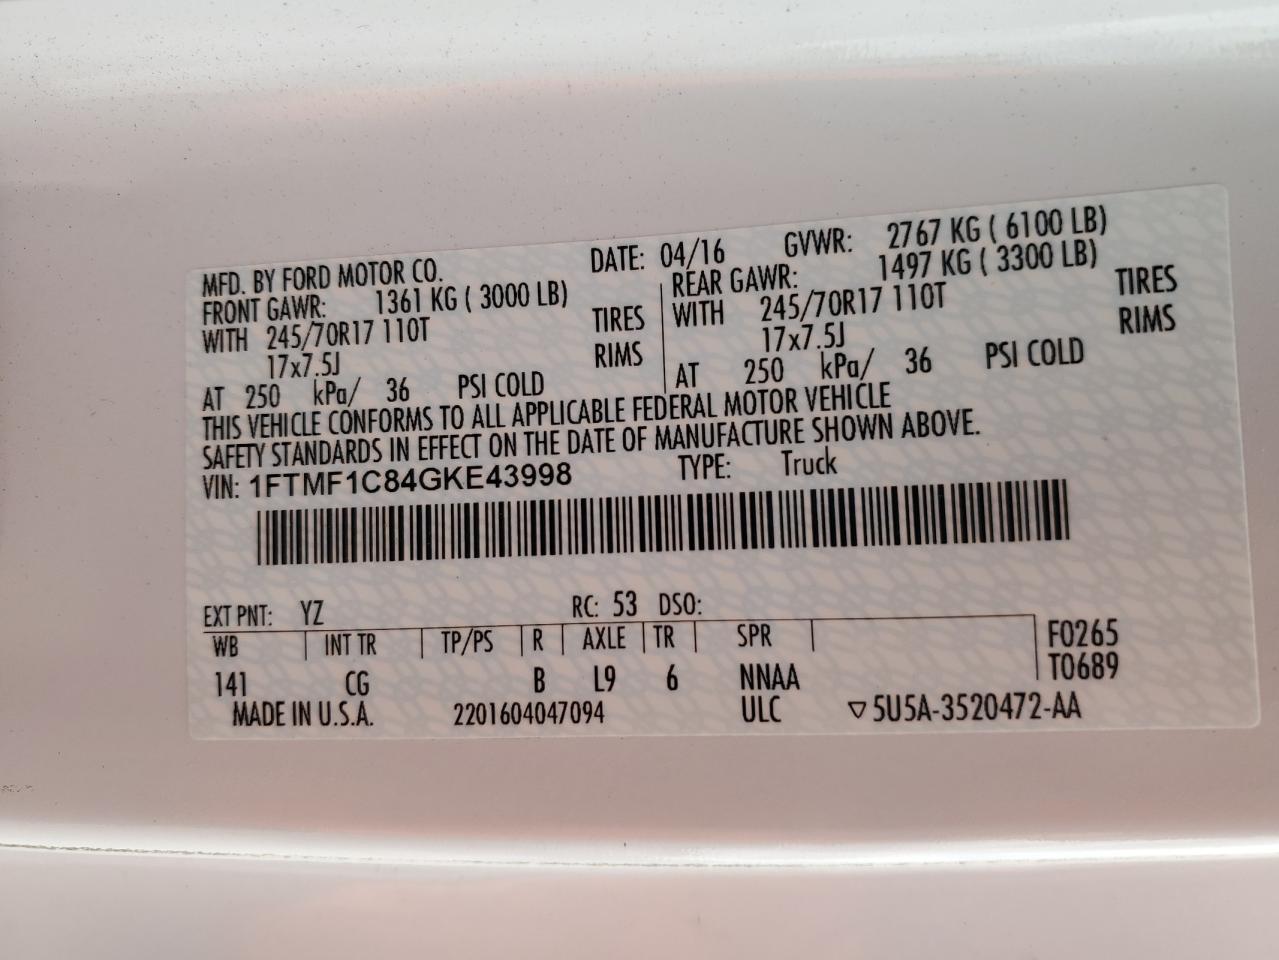 MFD. BY FORD MOTOR CO. DATE: 04/16 GVWR: 2767 KG ( 6100 LB)
FRONT GAWR: 1361 KG ( 3000 LB) REAR GAWR: 1497 KG ( 3300 LB)
WITH 245/70R17 110T TIRES WITH 245/70R17 110T TIRES
17x7.5J RIMS 17x7.5J RIMS
AT 250 kPa/ 36 PSI COLD AT 250 kPa/ 36 PSI COLD
THIS VEHICLE CONFORMS TO ALL APPLICABLE FEDERAL MOTOR VEHICLE
SAFETY STANDARDS IN EFFECT ON THE DATE OF MANUFACTURE SHOWN ABOVE.
VIN: 1FTMF1C84GKE43998 TYPE: Truck
EXT PNT: YZ RC: 53 DSO:
WB INT TR TP/PS R AXLE TR SPR F0265
141 CG B L9 6 NNAA T0689
MADE IN U.S.A. 2201604047094 ULC ▽5U5A-3520472-AA